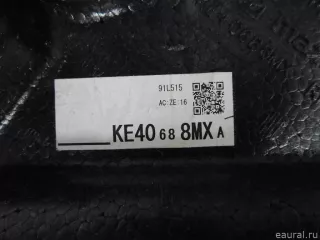 91L515
AC:ZE:16
KE40 68 8MX A
eaural.ru